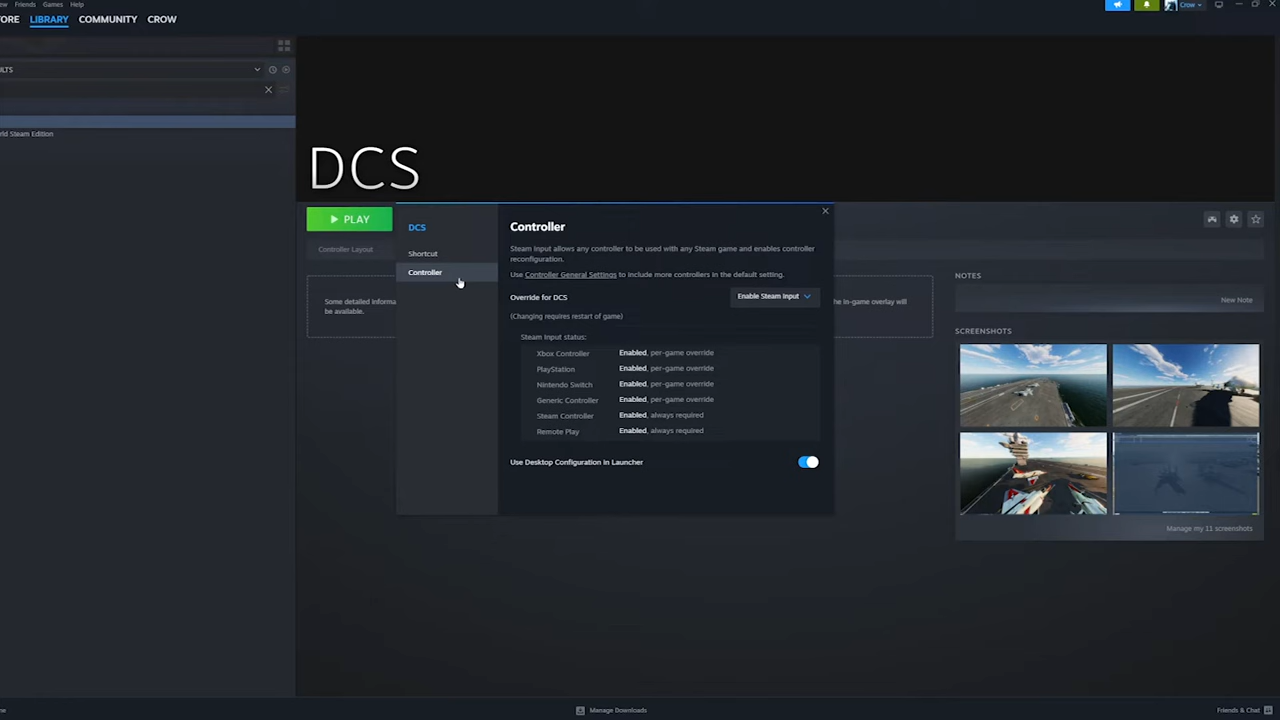 View Friends Games Help
Crow
LIBRARY COMMUNITY CROW
DCS
PLAY
Controller Layout
Some detailed
be available.
the in-game overlay will
DCS
Shortcut
Controller
Controller
Steam Input allows any controller to be used with any Steam game and enables controller
reconfiguration.
Use Controller General Settings to include more controllers in the default setting.
Override for DCS
Enable Steam Input
(Changing requires restart of game)
Steam Input status:
Xbox Controller Enabled, per-game override
PlayStation Enabled, per-game override
Nintendo Switch Enabled, per-game override
Generic Controller Enabled, per-game override
Steam Controller Enabled, always required
Remote Play Enabled, always required
Use Desktop Configuration in Launcher
NOTES
New Note
SCREENSHOTS
Manage my 11 screenshots
Steam Edition
Manage Downloads
Friends & Chat